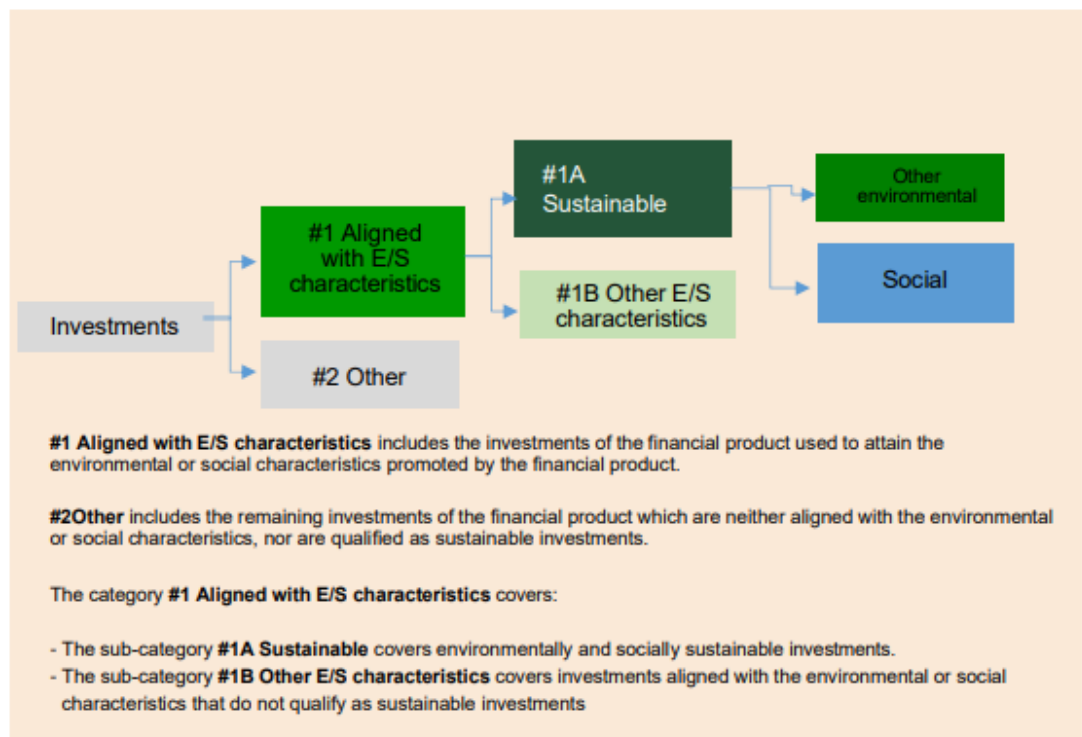 #1A
Sustainable
Other
environmental
#1 Aligned
with E/S
characteristics
Social
#1B Other E/S
characteristics
Investments
#2 Other
#1 Aligned with E/S characteristics includes the investments of the financial product used to attain the
environmental or social characteristics promoted by the financial product.
#2Other includes the remaining investments of the financial product which are neither aligned with the environmental
or social characteristics, nor are qualified as sustainable investments.
The category #1 Aligned with E/S characteristics covers:
- The sub-category #1A Sustainable covers environmentally and socially sustainable investments.
- The sub-category #1B Other E/S characteristics covers investments aligned with the environmental or social
characteristics that do not qualify as sustainable investments